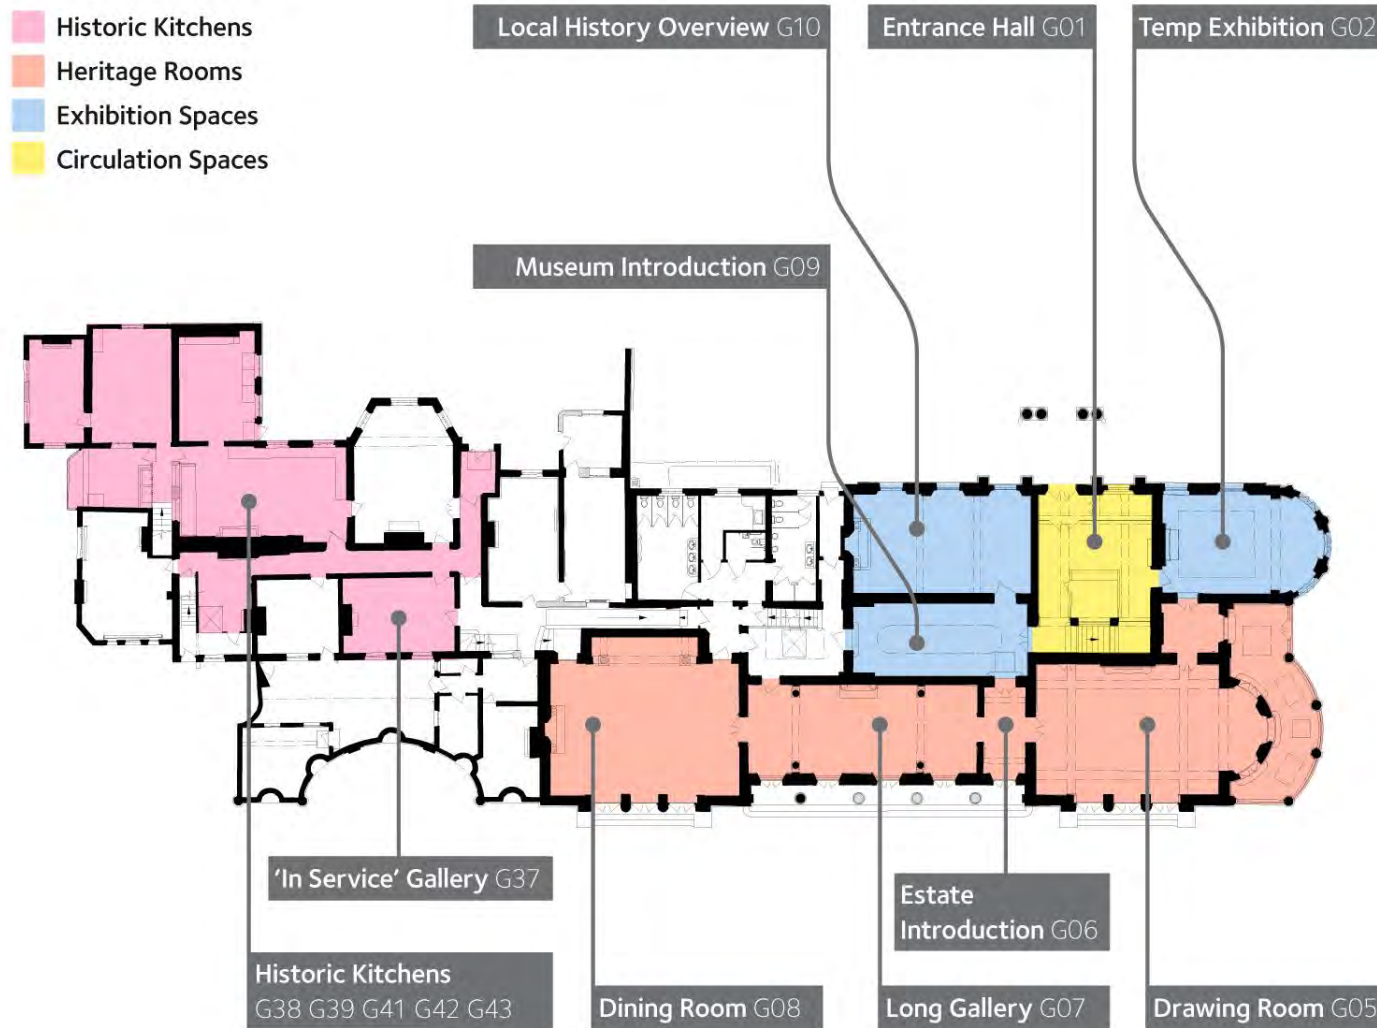 Historic Kitchens
Heritage Rooms
Exhibition Spaces
Circulation Spaces
Local History Overview G10
Entrance Hall G01
Temp Exhibition G02
Museum Introduction G09
'In Service' Gallery G37
Estate
Introduction G06
Historic Kitchens
G38 G39 G41 G42 G43
Dining Room G08
Long Gallery G07
Drawing Room G05